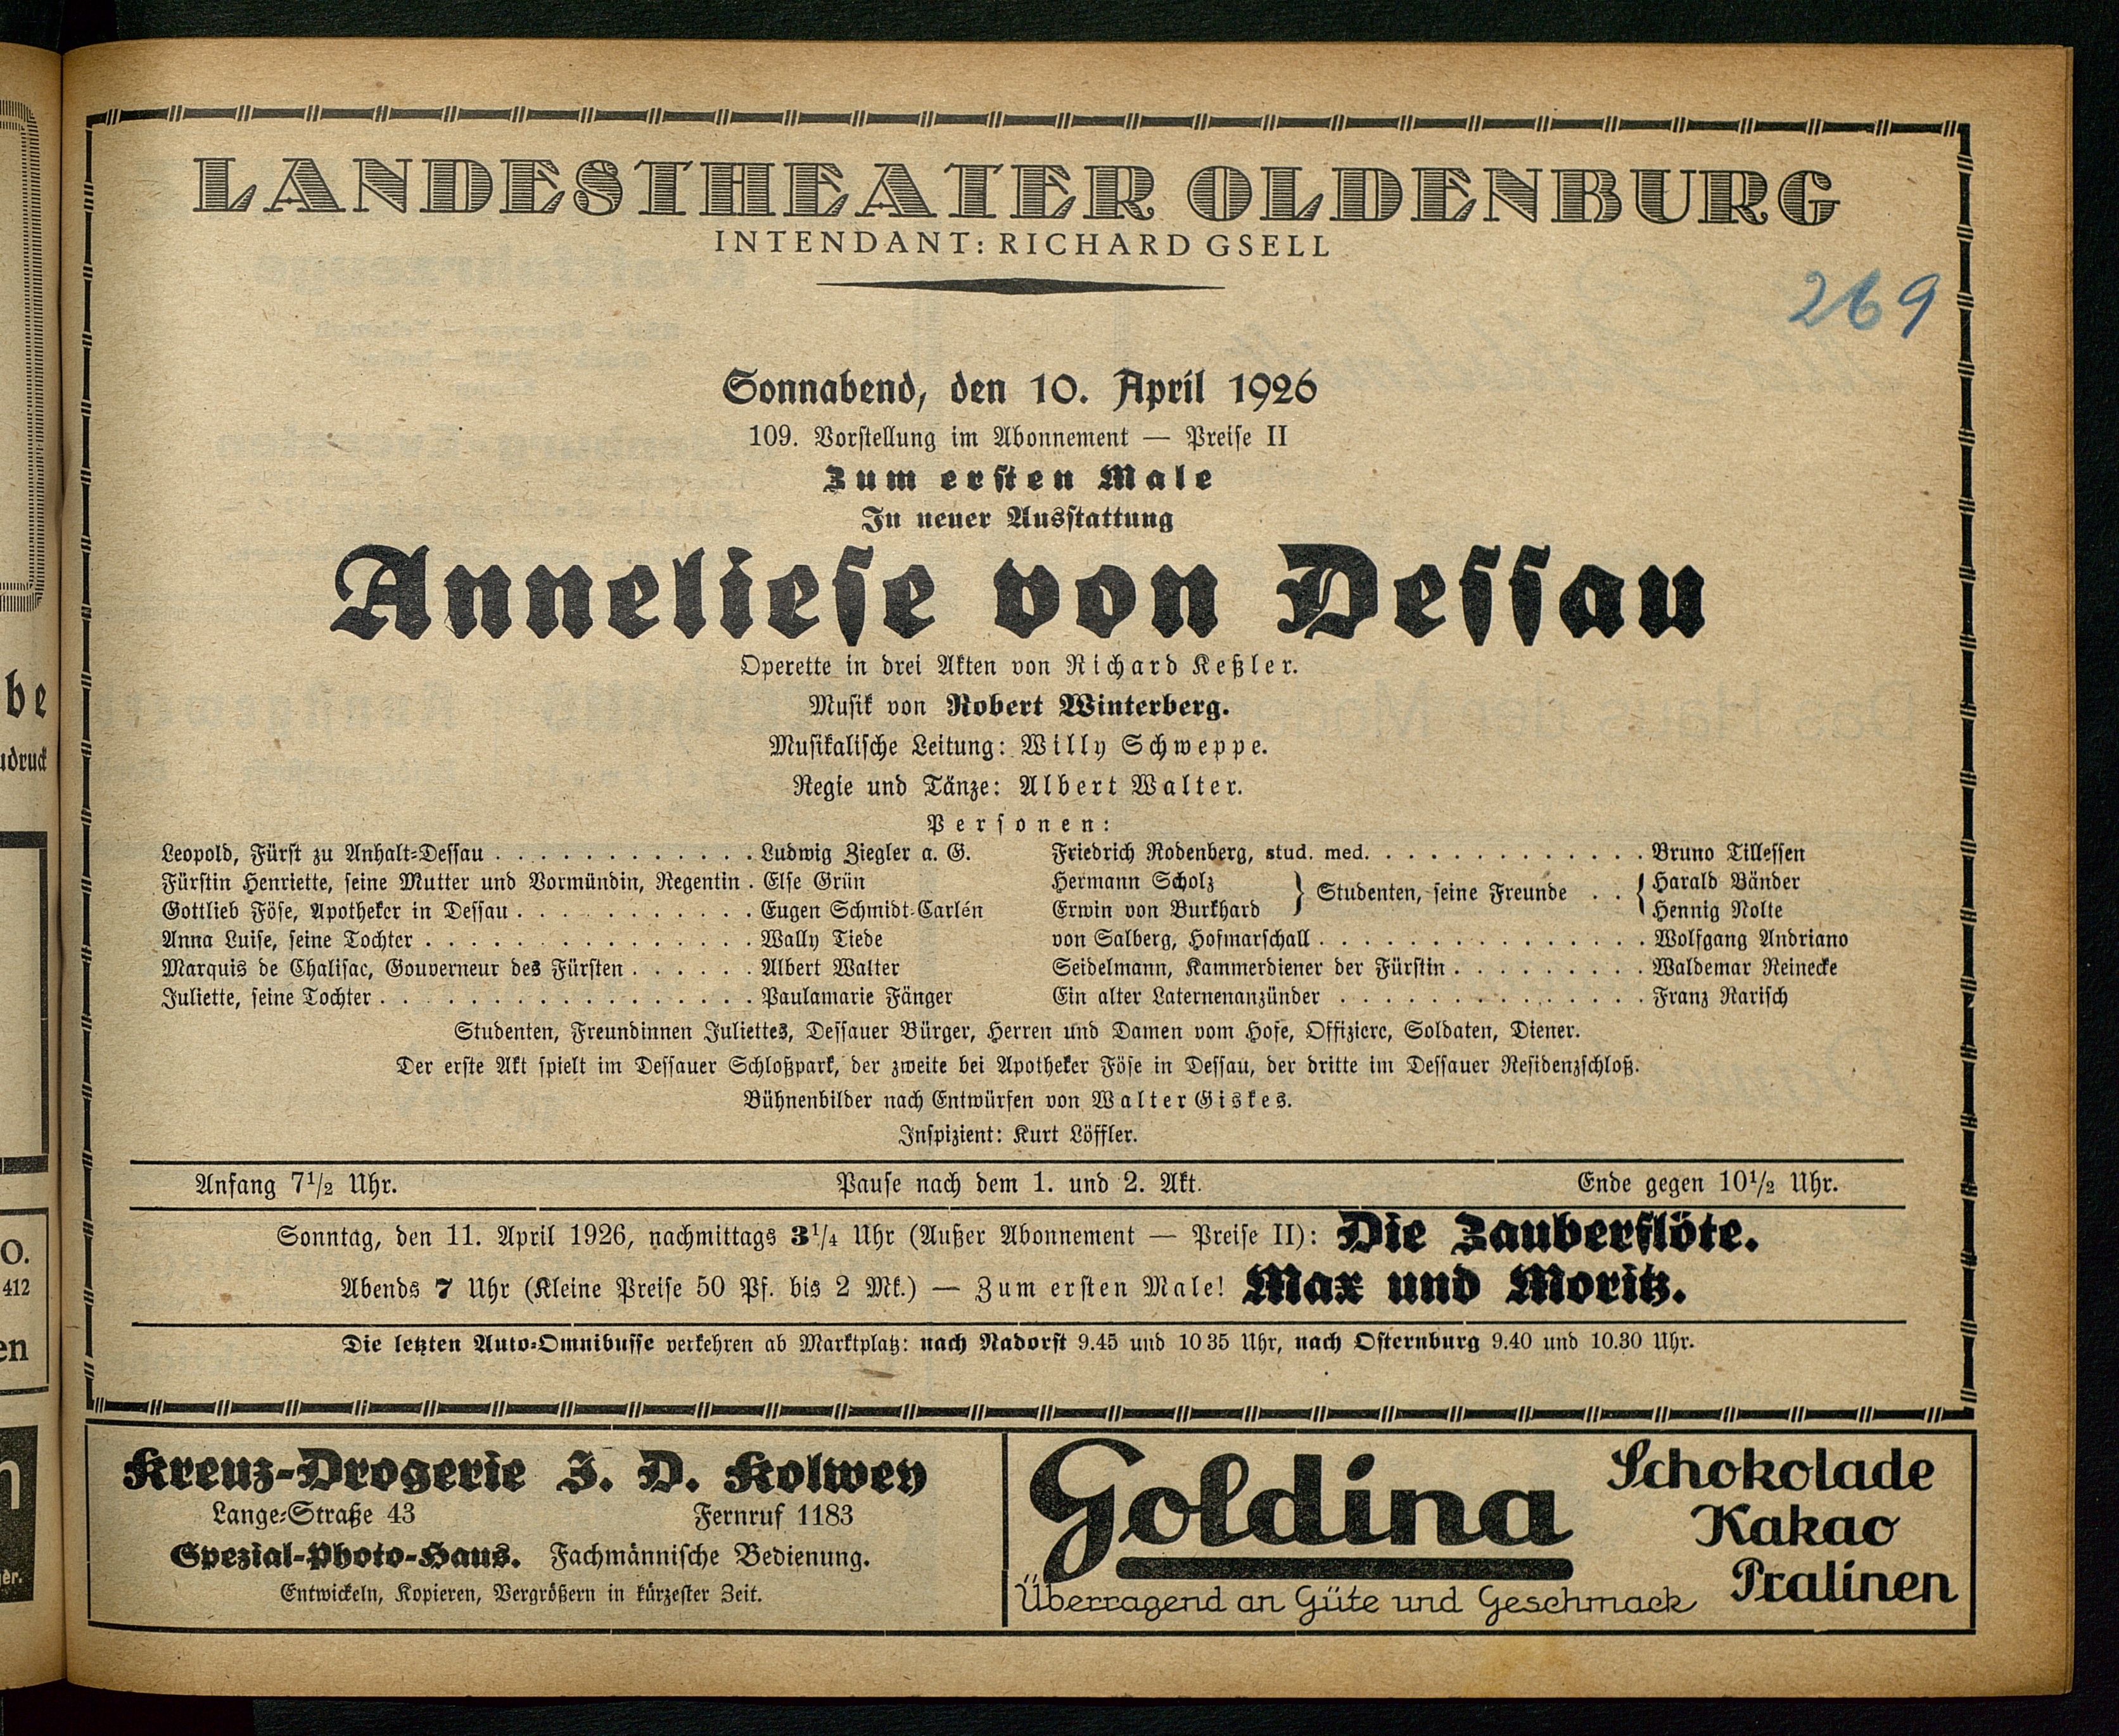 LANDESTHEATER OLDENBURG
INTENDANT: RICHARD GSELL
269
Sonnabend, den 10. April 1926
109. Vorstellung im Abonnement — Preise II
Zum ersten Male
In neuer Ausstattung
Anneliese von Dessau
Operette in drei Akten von Richard Keßler.
Musik von Robert Winterberg.
Musikalische Leitung: Willy Schweppe.
Regie und Tänze: Albert Walter.
Personen:
Leopold, Fürst zu Anhalt-Dessau . . . . . . . . . . . . Ludwig Ziegler a. G.
Fürstin Henriette, seine Mutter und Vormündin, Regentin . Else Grün
Gottlieb Föse, Apotheker in Dessau . . . . . . . . . . . Eugen Schmidt-Carlén
Anna Luise, seine Tochter . . . . . . . . . . . . . . . Wally Tiede
Marquis de Chalisac, Gouverneur des Fürsten . . . . . . Albert Walter
Juliette, seine Tochter . . . . . . . . . . . . . . . . Paulamarie Fänger
Friedrich Rodenberg, stud. med. . . . . . . . . . . . . Bruno Tillessen
Hermann Scholz } Studenten, seine Freunde . . { Harald Bänder
Erwin von Burkhard Hennig Nolte
von Salberg, Hofmarschall . . . . . . . . . . . . . . . Wolfgang Andriano
Seidelmann, Kammerdiener der Fürstin . . . . . . . . . Waldemar Reinecke
Ein alter Laternenanzünder . . . . . . . . . . . . . . Franz Rarisch
Studenten, Freundinnen Juliettes, Dessauer Bürger, Herren und Damen vom Hofe, Offiziere, Soldaten, Diener.
Der erste Akt spielt im Dessauer Schloßpark, der zweite bei Apotheker Föse in Dessau, der dritte im Dessauer Residenzschloß.
Bühnenbilder nach Entwürfen von Walter Giskes.
Inspizient: Kurt Löffler.
Anfang 7½ Uhr. Pause nach dem 1. und 2. Akt. Ende gegen 10½ Uhr.
Sonntag, den 11. April 1926, nachmittags 3¼ Uhr (Außer Abonnement — Preise II): Die Zauberflöte.
Abends 7 Uhr (Kleine Preise 50 Pf. bis 2 Mk.) — Zum ersten Male! Max und Moritz.
Die letzten Auto-Omnibusse verkehren ab Marktplatz: nach Nadorst 9.45 und 10 35 Uhr, nach Osternburg 9.40 und 10.30 Uhr.
Kreuz-Drogerie J. D. Kolwey
Lange-Straße 43 Fernruf 1183
Spezial-Photo-Haus. Fachmännische Bedienung.
Entwickeln, Kopieren, Vergrößern in kürzester Zeit.
Goldina
Schokolade
Kakao
Pralinen
Überragend an Güte und Geschmack
be
412
en